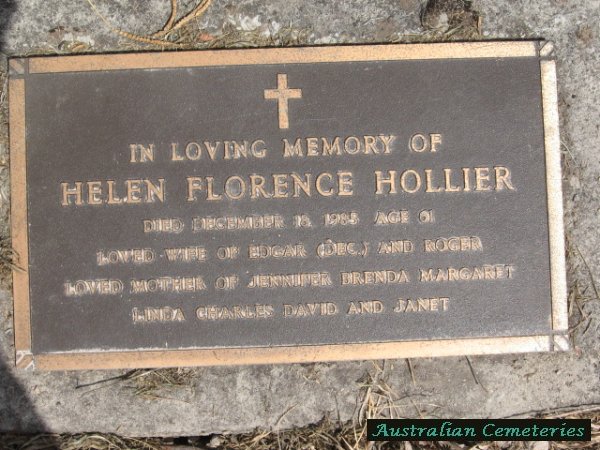 IN LOVING MEMORY OF
HELEN FLORENCE HOLLIER
DIED DECEMBER 18, 1985 AGE 61
LOVED WIFE OF EDGAR (DEC.) AND ROGER
LOVED MOTHER OF JENNIFER BRENDA MARGARET
LINDA CHARLES DAVID AND JANET
Australian Cemeteries